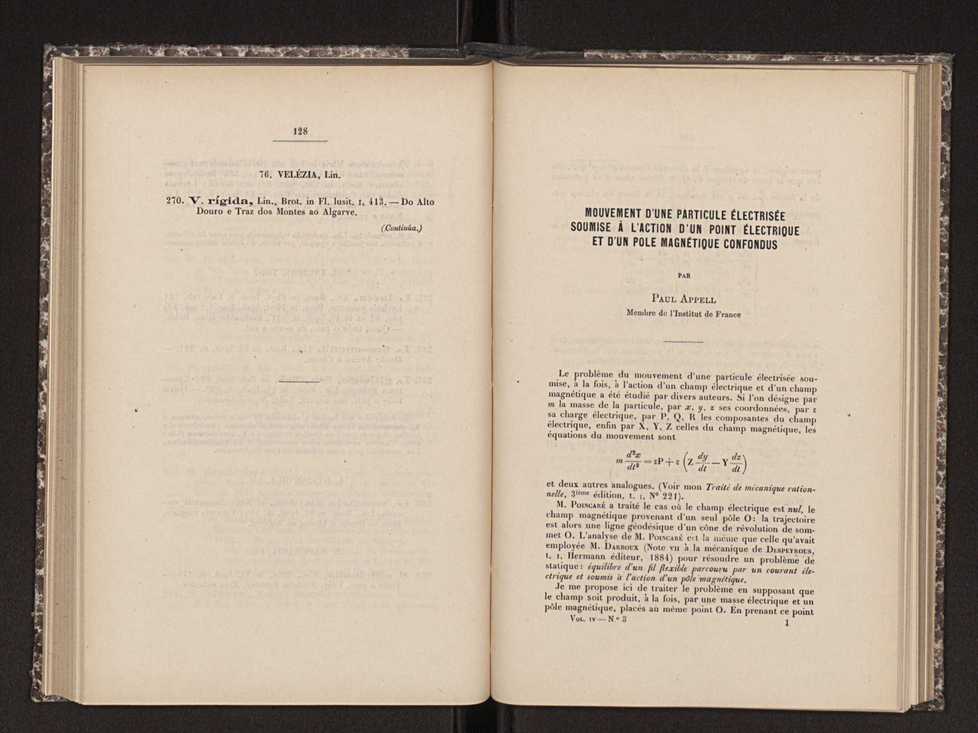 128
76. VELÉZIA, Lin.
270. V. rígida, Lin., Brot. in Fl. lusit. I, 413. — Do Alto
Douro e Traz dos Montes ao Algarve.
(Continúa.)
MOUVEMENT D'UNE PARTICULE ÉLECTRISÉE
SOUMISE À L'ACTION D'UN POINT ÉLECTRIQUE
ET D'UN POLE MAGNÉTIQUE CONFONDUS
PAR
PAUL APPELL
Membre de l'Institut de France
Le problème du mouvement d'une particule électrisée sou-
mise, à la fois, à l'action d'un champ électrique et d'un champ
magnétique a été étudié par divers auteurs. Si l'on désigne par
m la masse de la particule, par x, y, z ses coordonnées, par ε
sa charge électrique, par P, Q, R les composantes du champ
électrique, enfin par X, Y, Z celles du champ magnétique, les
équations du mouvement sont
m d²x/dt² = εP + ε (Z dy/dt — Y dz/dt)
et deux autres analogues. (Voir mon Traité de mécanique ration-
nelle, 3ième édition, t. I, Nº 221).
M. POINCARÉ a traité le cas où le champ électrique est nul, le
champ magnétique provenant d'un seul pôle O: la trajectoire
est alors une ligne géodésique d'un cône de révolution de som-
met O. L'analyse de M. POINCARÉ est la même que celle qu'avait
employée M. DARBOUX (Note vu à la mécanique de DESPEYROUS,
t. I, Hermann éditeur, 1884) pour résoudre un problème de
statique: équilibre d'un fil flexible parcouru par un courant éle-
ctrique et soumis à l'action d'un pôle magnétique.
Je me propose ici de traiter le problème en supposant que
le champ soit produit, à la fois, par une masse électrique et un
pôle magnétique, placés au même point O. En prenant ce point
VOL. IV — Nº 3
1